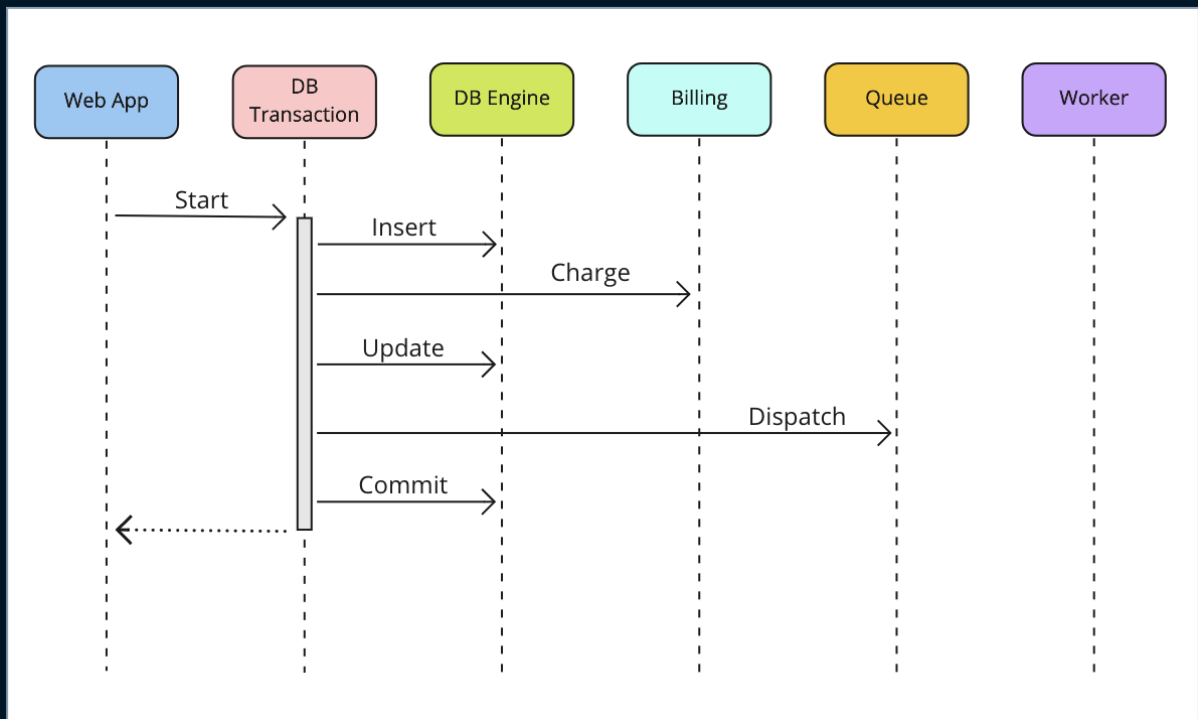 Web App
DB
Transaction
DB Engine
Billing
Queue
Worker
Start
Insert
Charge
Update
Dispatch
Commit